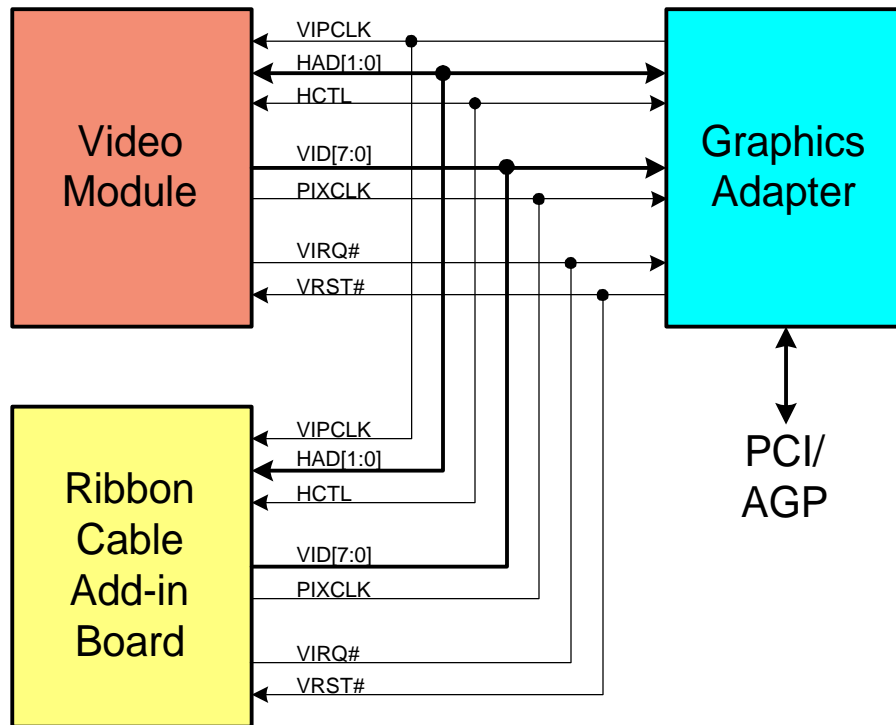 VIPCLK
HAD[1:0]
HCTL
VID[7:0]
PIXCLK
VIRQ#
VRST#
Video
Module
Graphics
Adapter
VIPCLK
HAD[1:0]
HCTL
VID[7:0]
PIXCLK
VIRQ#
VRST#
Ribbon
Cable
Add-in
Board
PCI/
AGP